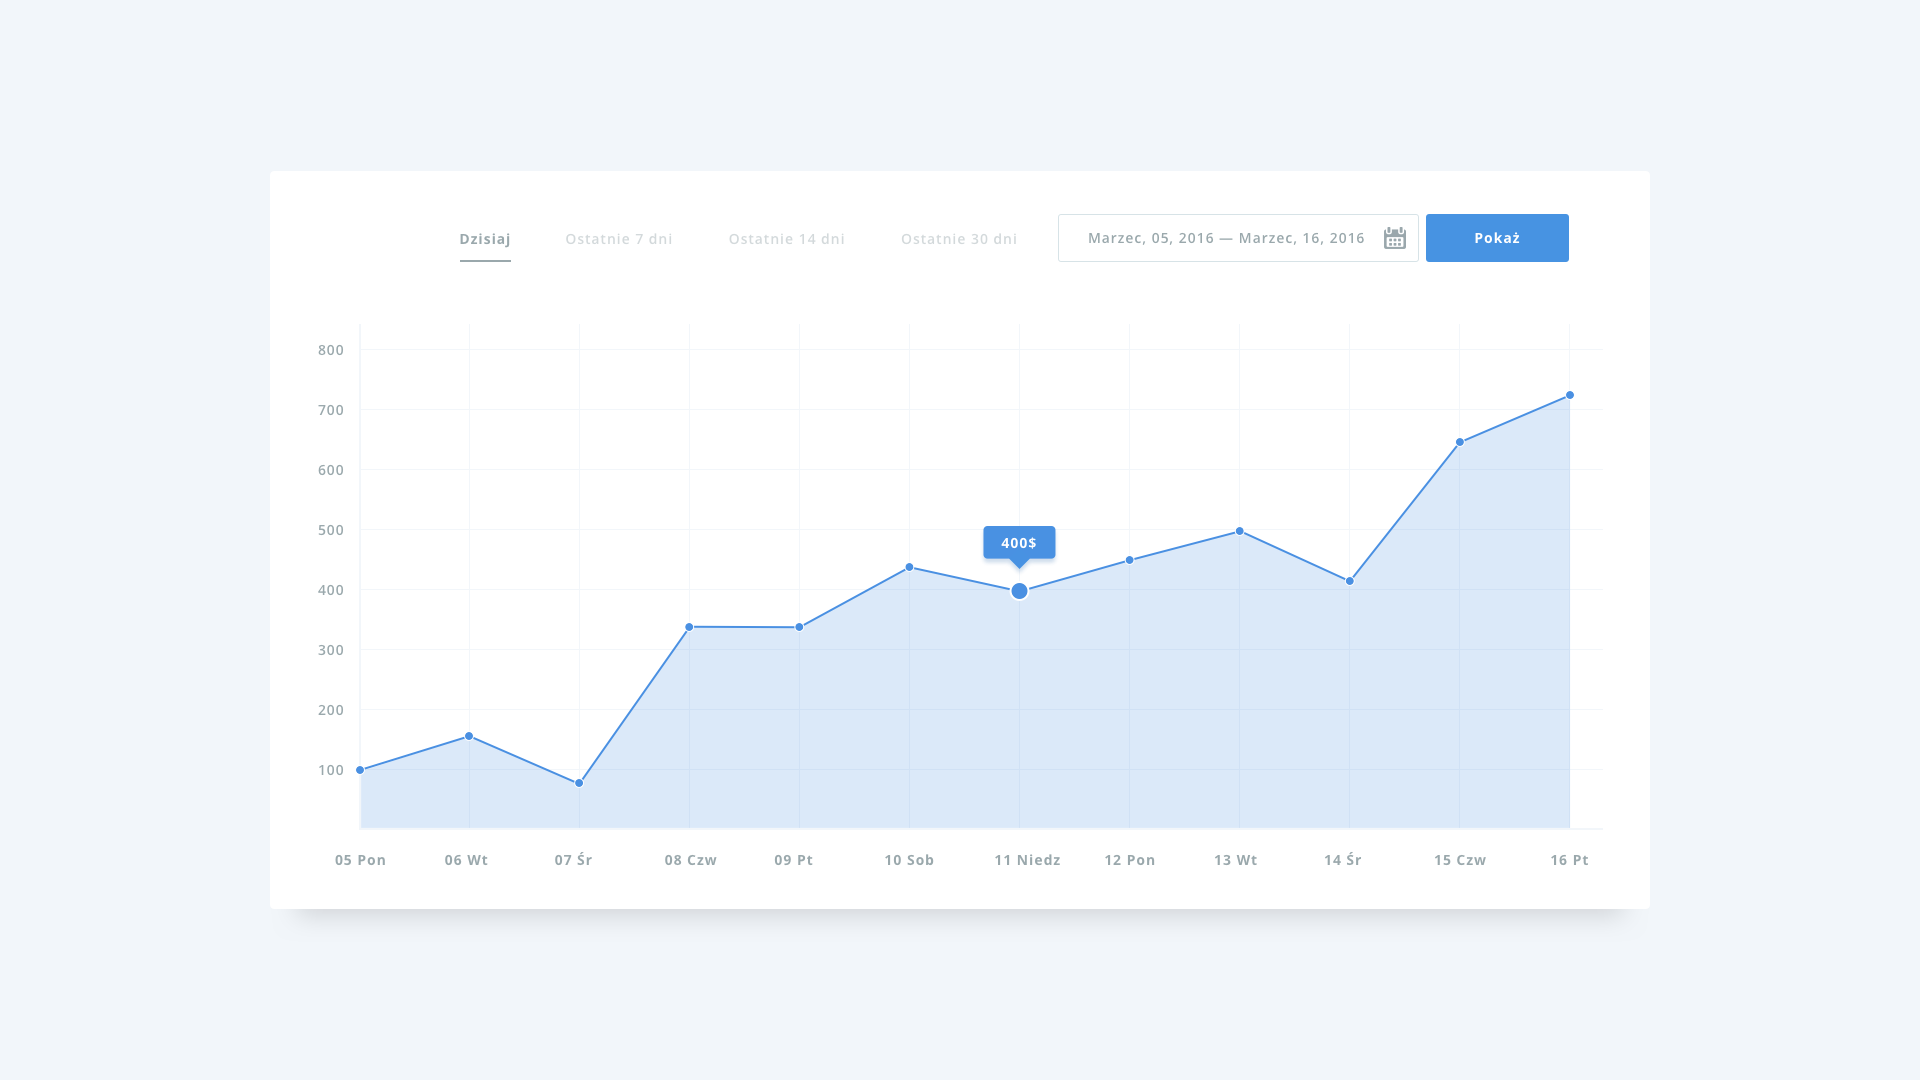 Dzisiaj
Ostatnie 7 dni
Ostatnie 14 dni
Ostatnie 30 dni
Marzec, 05, 2016 — Marzec, 16, 2016
Pokaż
800
700
600
500
400
300
200
100
400$
05 Pon
06 Wt
07 Śr
08 Czw
09 Pt
10 Sob
11 Niedz
12 Pon
13 Wt
14 Śr
15 Czw
16 Pt